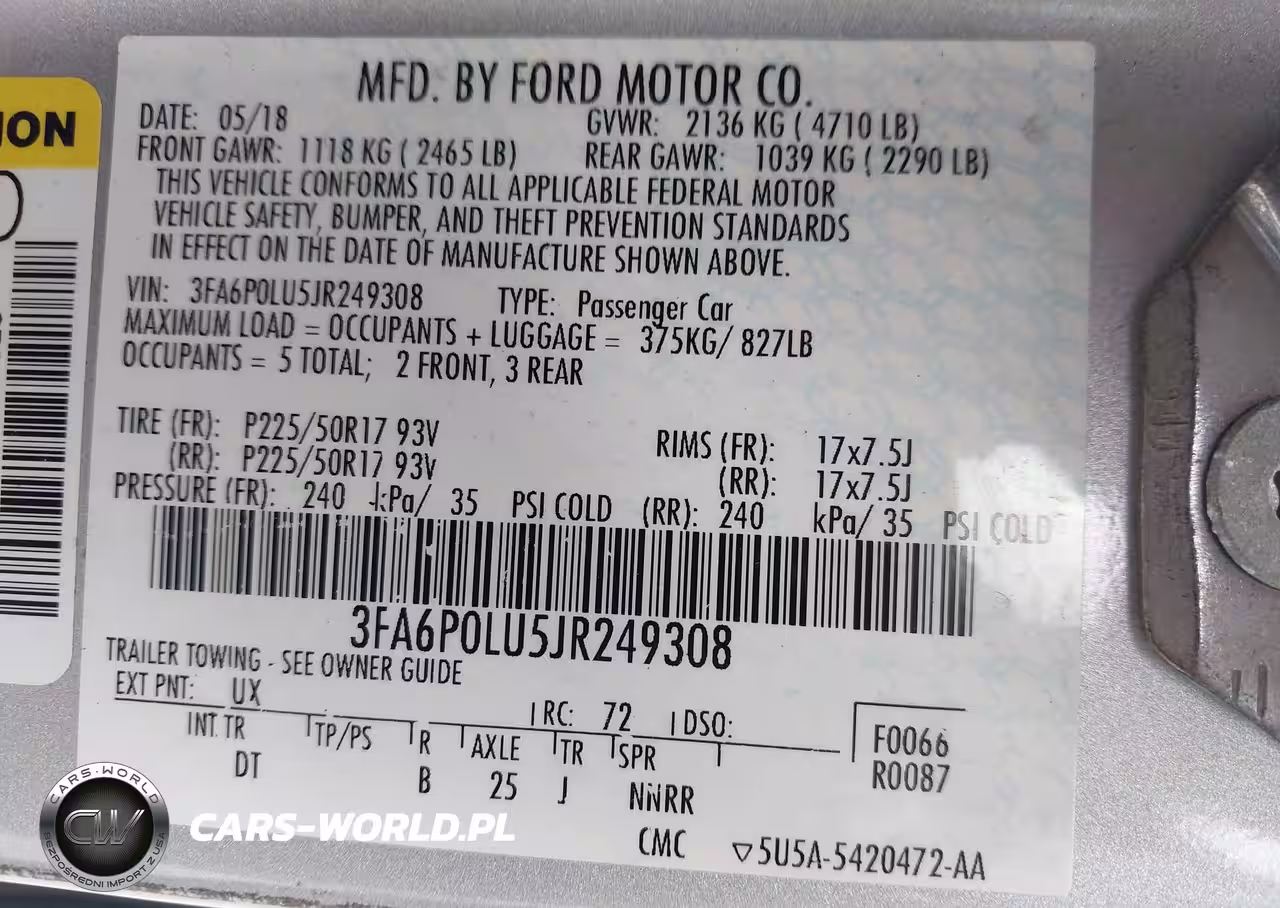 ION
MFD. BY FORD MOTOR CO.
DATE: 05/18 GVWR: 2136 KG ( 4710 LB)
FRONT GAWR: 1118 KG ( 2465 LB) REAR GAWR: 1039 KG ( 2290 LB)
THIS VEHICLE CONFORMS TO ALL APPLICABLE FEDERAL MOTOR
VEHICLE SAFETY, BUMPER, AND THEFT PREVENTION STANDARDS
IN EFFECT ON THE DATE OF MANUFACTURE SHOWN ABOVE.
VIN: 3FA6P0LU5JR249308 TYPE: Passenger Car
MAXIMUM LOAD = OCCUPANTS + LUGGAGE = 375KG/ 827LB
OCCUPANTS = 5 TOTAL; 2 FRONT, 3 REAR
TIRE (FR): P225/50R17 93V RIMS (FR): 17x7.5J
(RR): P225/50R17 93V (RR): 17x7.5J
PRESSURE (FR): 240 kPa/ 35 PSI COLD (RR): 240 kPa/ 35 PSI COLD
3FA6P0LU5JR249308
TRAILER TOWING - SEE OWNER GUIDE
EXT PNT: UX RC: 72 DSO:
INT TR TP/PS R AXLE TR SPR F0066
DT B 25 J NNRR R0087
CMC ▽5U5A-5420472-AA
CARS-WORLD
CW
BEZPOŚREDNI IMPORT Z USA
CARS-WORLD.PL